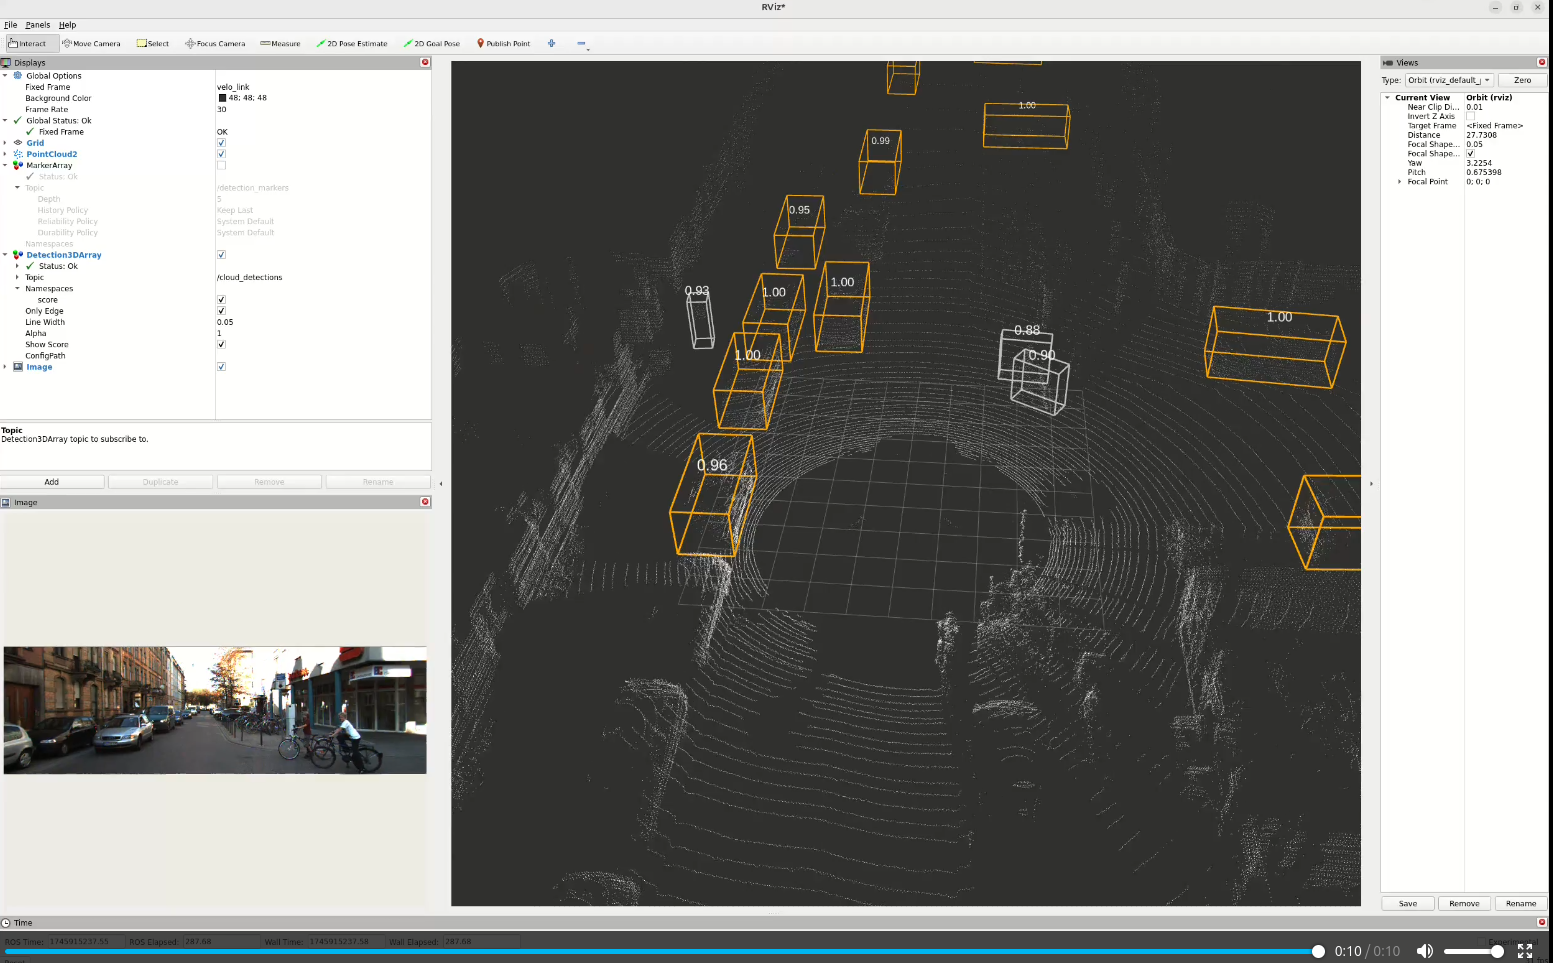 RViz*
File Panels Help
Interact Move Camera Select Focus Camera Measure 2D Pose Estimate 2D Goal Pose Publish Point
Displays
Global Options
Fixed Frame velo_link
Background Color 48; 48; 48
Frame Rate 30
Global Status: Ok
Fixed Frame OK
Grid
PointCloud2
MarkerArray
Status: Ok
Topic /detection_markers
Depth 5
History Policy Keep Last
Reliability Policy System Default
Durability Policy System Default
Namespaces
Detection3DArray
Status: Ok
Topic /cloud_detections
Namespaces
score
Only Edge
Line Width 0.05
Alpha 1
Show Score
ConfigPath
Image
Topic
Detection3DArray topic to subscribe to.
Add Duplicate Remove Rename
Image
1.00
0.99
0.95
0.93
1.00
1.00
1.00
0.88
0.90
1.00
0.96
Views
Type: Orbit (rviz_default_ Zero
Current View Orbit (rviz)
Near Clip Di... 0.01
Invert Z Axis
Target Frame <Fixed Frame>
Distance 27.7308
Focal Shape... 0.05
Focal Shape...
Yaw 3.2254
Pitch 0.675398
Focal Point 0; 0; 0
Save Remove Rename
Time
ROS Time: 1745915237.55 ROS Elapsed: 287.68 Wall Time: 1745915237.58 Wall Elapsed: 287.68 Experimental
0:10 / 0:10